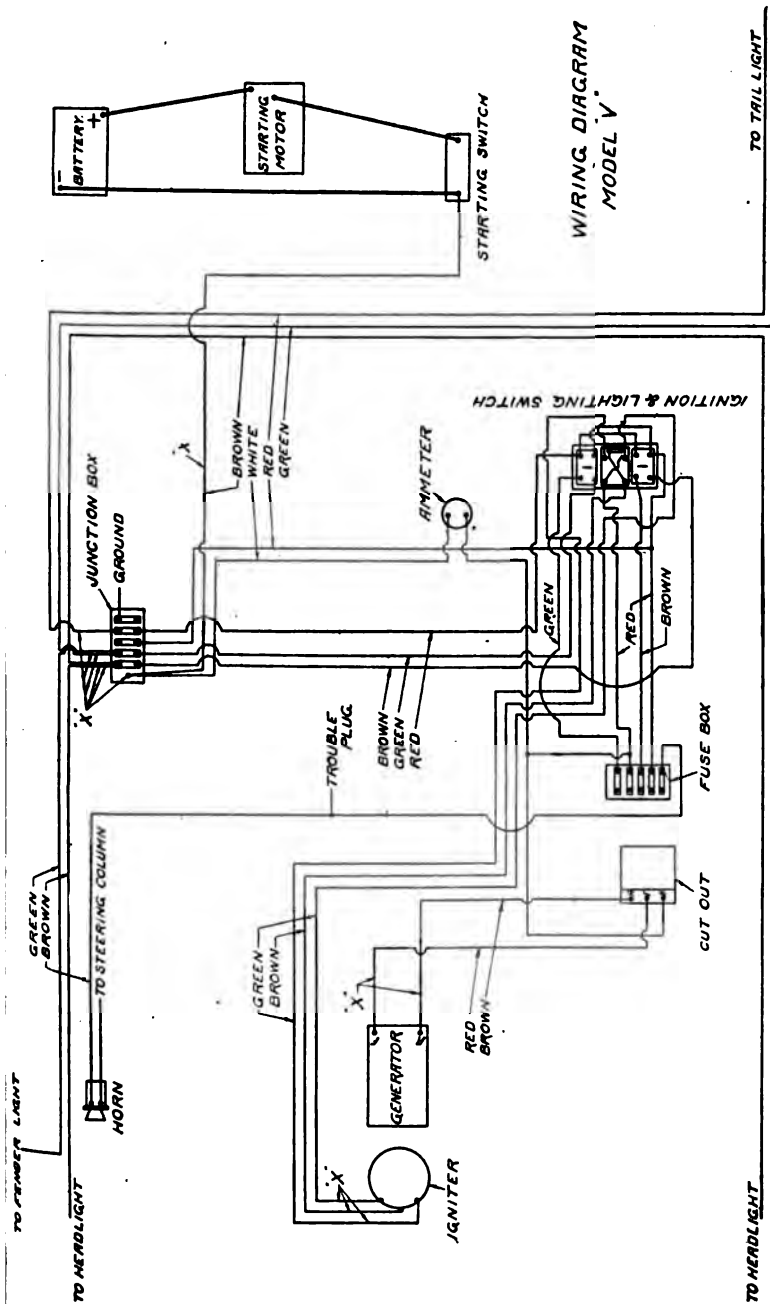 WIRING DIAGRAM
MODEL "V"
TO FENDER LIGHT
TO HEADLIGHT
GREEN
BROWN
TO STEERING COLUMN
HORN
"X"
JUNCTION BOX
GROUND
BATTERY
-
+
STARTING
MOTOR
STARTING SWITCH
"X"
BROWN
WHITE
RED
GREEN
TROUBLE
PLUG
BROWN
GREEN
RED
AMMETER
IGNITION & LIGHTING SWITCH
"X"
IGNITER
GREEN
BROWN
GENERATOR
"X"
RED
BROWN
CUT OUT
FUSE BOX
GREEN
RED
BROWN
TO HEADLIGHT
TO TAIL LIGHT